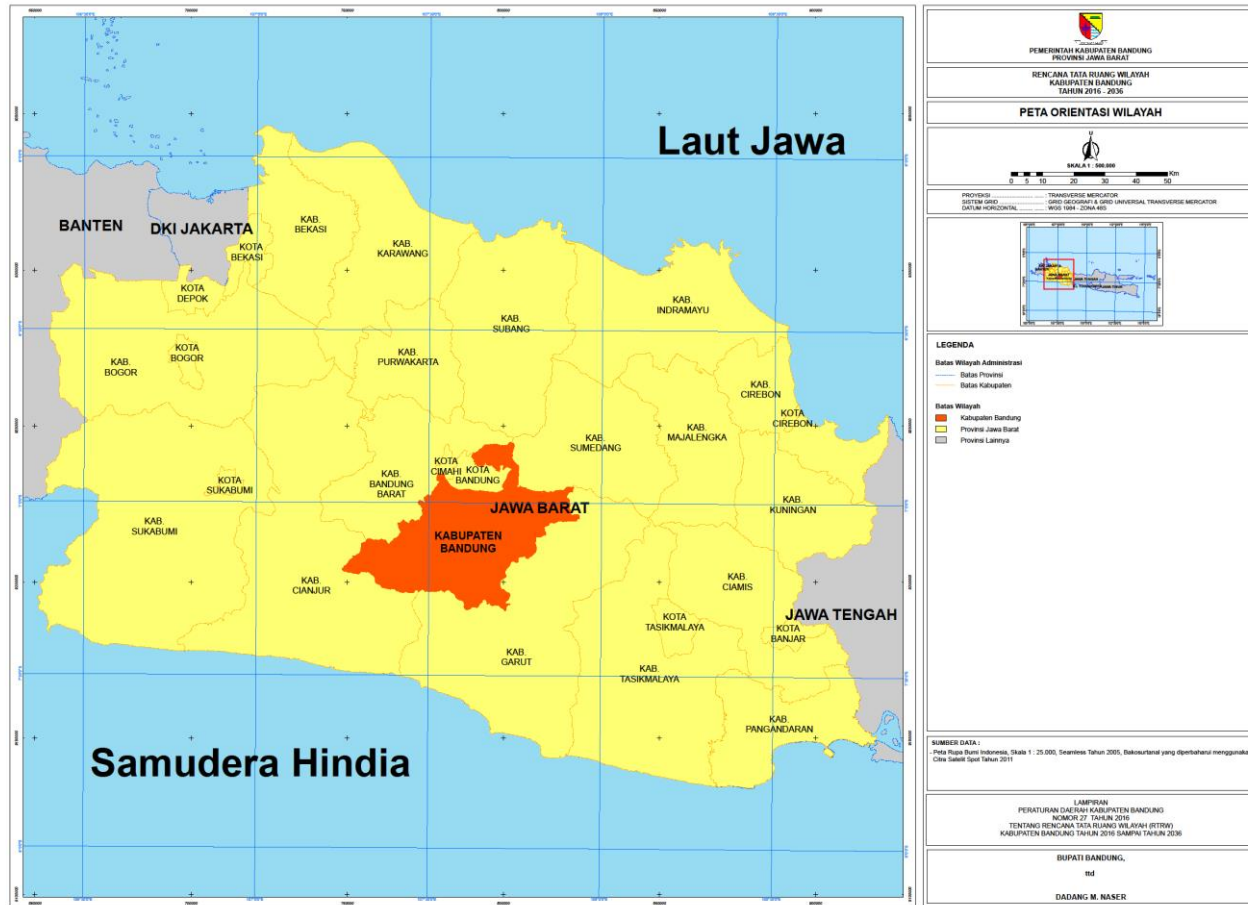 Laut Jawa
BANTEN
DKI JAKARTA
KAB.
BEKASI
KOTA
BEKASI
KAB.
KARAWANG
KOTA
DEPOK
KAB.
INDRAMAYU
KAB.
SUBANG
KOTA
BOGOR
KAB.
BOGOR
KAB.
PURWAKARTA
KAB.
CIREBON
KOTA
CIREBON
KAB.
MAJALENGKA
KAB.
SUMEDANG
KOTA
CIMAHI
KOTA
BANDUNG
KAB.
BANDUNG
BARAT
KOTA
SUKABUMI
KAB.
KUNINGAN
JAWA BARAT
KAB.
SUKABUMI
KABUPATEN
BANDUNG
KAB.
CIANJUR
KAB.
CIAMIS
JAWA TENGAH
KOTA
TASIKMALAYA
KOTA
BANJAR
KAB.
GARUT
KAB.
TASIKMALAYA
KAB.
PANGANDARAN
Samudera Hindia
PEMERINTAH KABUPATEN BANDUNG
PROVINSI JAWA BARAT
RENCANA TATA RUANG WILAYAH
KABUPATEN BANDUNG
TAHUN 2016 - 2036
PETA ORIENTASI WILAYAH
U
SKALA 1 : 500.000
0 5 10 20 30 40 50 Km
PROYEKSI : TRANSVERSE MERCATOR
SISTEM GRID : GRID GEOGRAFI & GRID UNIVERSAL TRANSVERSE MERCATOR
DATUM HORIZONTAL : WGS 1984 - ZONA 48S
LEGENDA
Batas Wilayah Administrasi
Batas Provinsi
Batas Kabupaten
Batas Wilayah
Kabupaten Bandung
Provinsi Jawa Barat
Provinsi Lainnya
SUMBER DATA :
- Peta Rupa Bumi Indonesia, Skala 1 : 25.000, Seamless Tahun 2005, Bakosurtanal yang diperbaharui menggunaka
Citra Satelit Spot Tahun 2011
LAMPIRAN
PERATURAN DAERAH KABUPATEN BANDUNG
NOMOR 27 TAHUN 2016
TENTANG RENCANA TATA RUANG WILAYAH (RTRW)
KABUPATEN BANDUNG TAHUN 2016 SAMPAI TAHUN 2036
BUPATI BANDUNG,
ttd
DADANG M. NASER